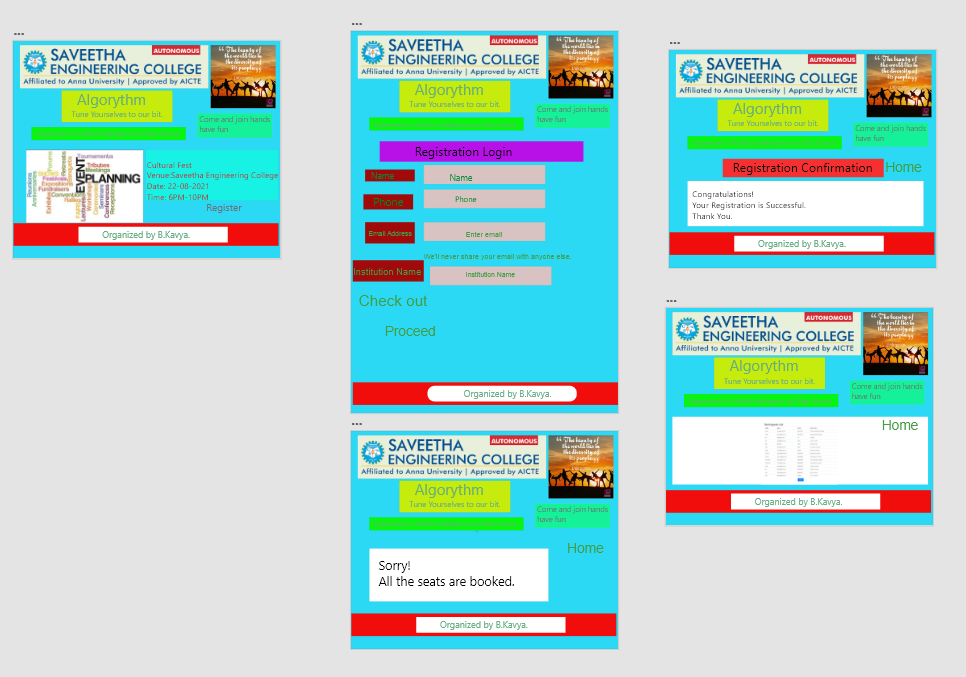 ...
SAVEETHA AUTONOMOUS
ENGINEERING COLLEGE
Affiliated to Anna University | Approved by AICTE
"The beauty of
the world lies in
the diversity of
its people
Algorythm
Tune Yourselves to our bit.
Come and join hands
have fun
EVENT
PLANNING
Tributes
Meetings
Festivals
Expositions
Fundraisers
Conventions
Receptions
Cultural Fest
Venue:Saveetha Engineering College
Date: 22-08-2021
Time: 6PM-10PM
Register
Organized by B.Kavya.
...
SAVEETHA AUTONOMOUS
ENGINEERING COLLEGE
Affiliated to Anna University | Approved by AICTE
"The beauty of
the world lies in
the diversity of
its people
Algorythm
Tune Yourselves to our bit.
Come and join hands
have fun
Registration Login
Name Name
Phone Phone
Email Address Enter email
We'll never share your email with anyone else.
Institution Name Institution Name
Check out
Proceed
Organized by B.Kavya.
...
SAVEETHA AUTONOMOUS
ENGINEERING COLLEGE
Affiliated to Anna University | Approved by AICTE
"The beauty of
the world lies in
the diversity of
its people
Algorythm
Tune Yourselves to our bit.
Come and join hands
have fun
Home
Sorry!
All the seats are booked.
Organized by B.Kavya.
...
SAVEETHA AUTONOMOUS
ENGINEERING COLLEGE
Affiliated to Anna University | Approved by AICTE
"The beauty of
the world lies in
the diversity of
its people
Algorythm
Tune Yourselves to our bit.
Come and join hands
have fun
Registration Confirmation Home
Congratulations!
Your Registration is Successful.
Thank You.
Organized by B.Kavya.
...
SAVEETHA AUTONOMOUS
ENGINEERING COLLEGE
Affiliated to Anna University | Approved by AICTE
"The beauty of
the world lies in
the diversity of
its people
Algorythm
Tune Yourselves to our bit.
Come and join hands
have fun
Home
Organized by B.Kavya.